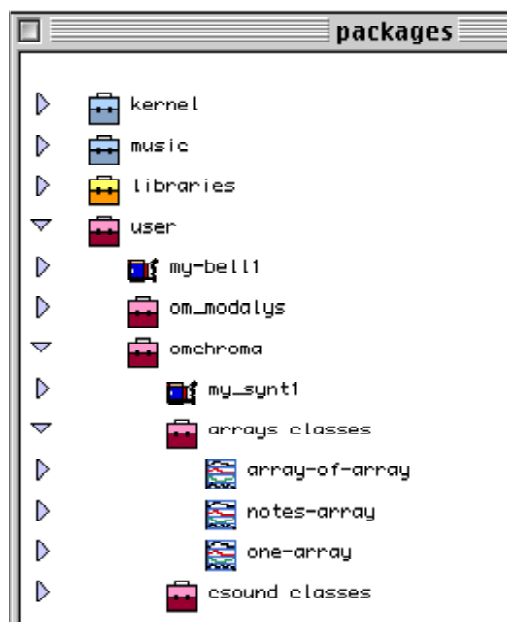 packages
kernel
music
libraries
user
my-bell1
om_modalys
omchroma
my_synt1
arrays classes
array-of-array
notes-array
one-array
csound classes